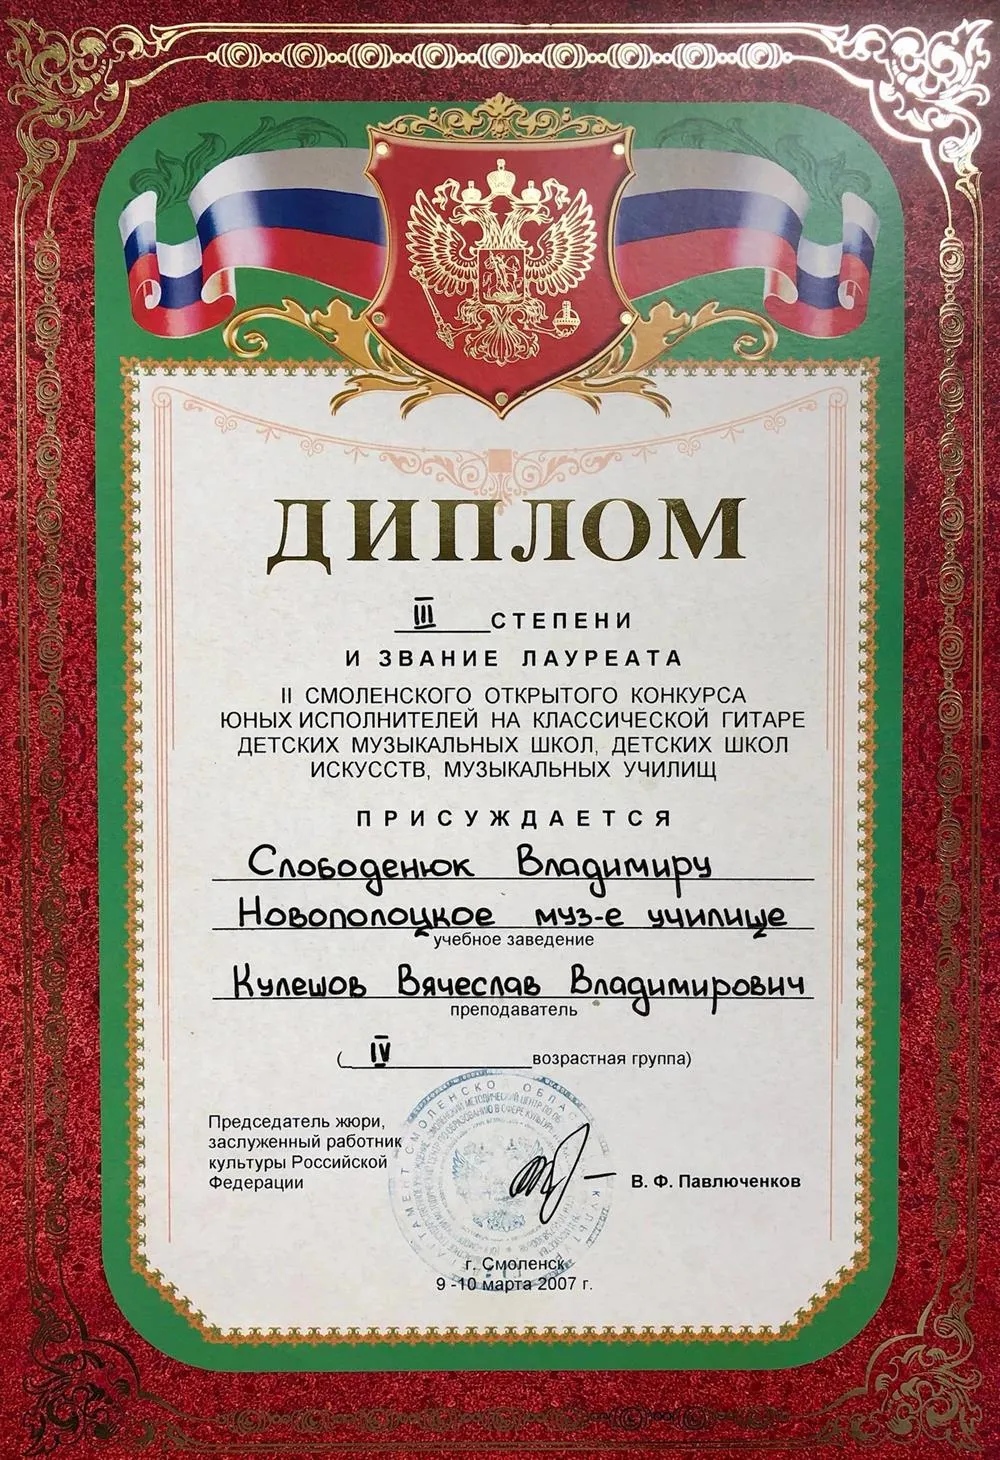 ДИПЛОМ
III СТЕПЕНИ
И ЗВАНИЕ ЛАУРЕАТА
II СМОЛЕНСКОГО ОТКРЫТОГО КОНКУРСА
ЮНЫХ ИСПОЛНИТЕЛЕЙ НА КЛАССИЧЕСКОЙ ГИТАРЕ
ДЕТСКИХ МУЗЫКАЛЬНЫХ ШКОЛ, ДЕТСКИХ ШКОЛ
ИСКУССТВ, МУЗЫКАЛЬНЫХ УЧИЛИЩ
ПРИСУЖДАЕТСЯ
Слободенюк Владимиру
Новополоцкое муз-е училище
учебное заведение
Кулешов Вячеслав Владимирович
преподаватель
( IV возрастная группа)
Председатель жюри,
заслуженный работник
культуры Российской
Федерации
В. Ф. Павлюченков
г. Смоленск
9 -10 марта 2007 г.